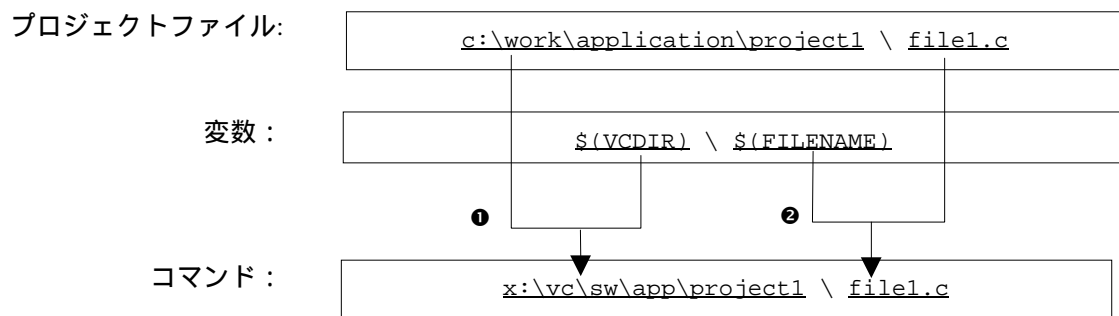 プロジェクトファイル:
c:\work\application\project1 \ file1.c
変数：
$(VCDIR) \ $(FILENAME)
❶
❷
コマンド：
x:\vc\sw\app\project1 \ file1.c